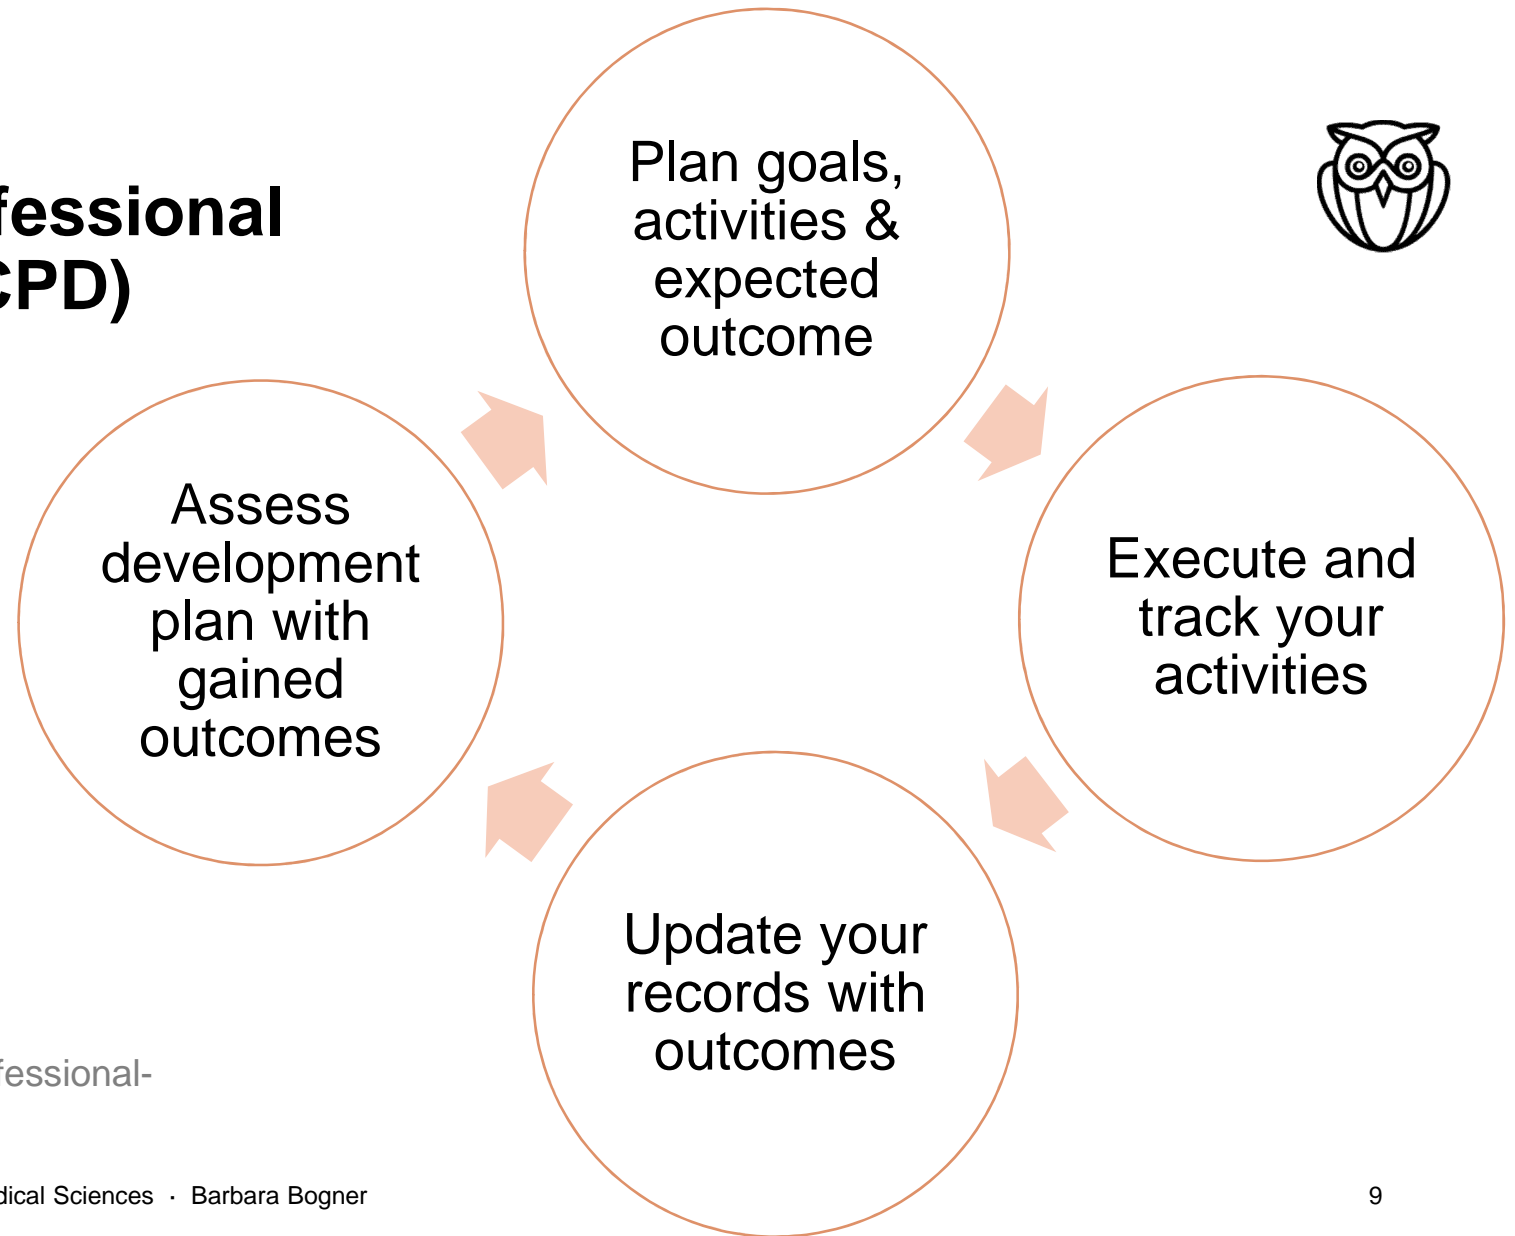 fessional
CPD)
Plan goals,
activities &
expected
outcome
Execute and
track your
activities
Update your
records with
outcomes
Assess
development
plan with
gained
outcomes
fessional-
dical Sciences · Barbara Bogner
9